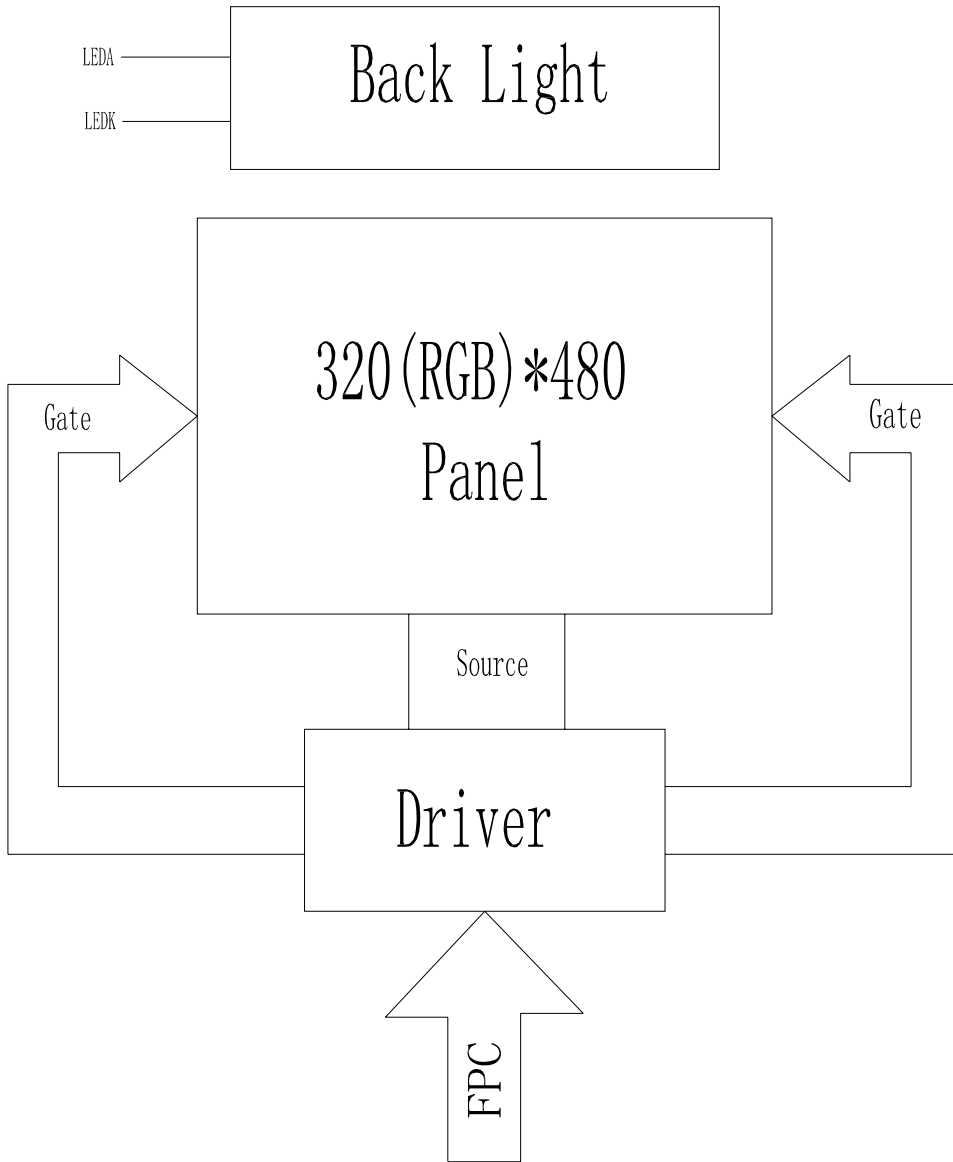 LEDA
Back Light
LEDK
320(RGB)*480
Gate
Gate
Panel
Source
Driver
FPC